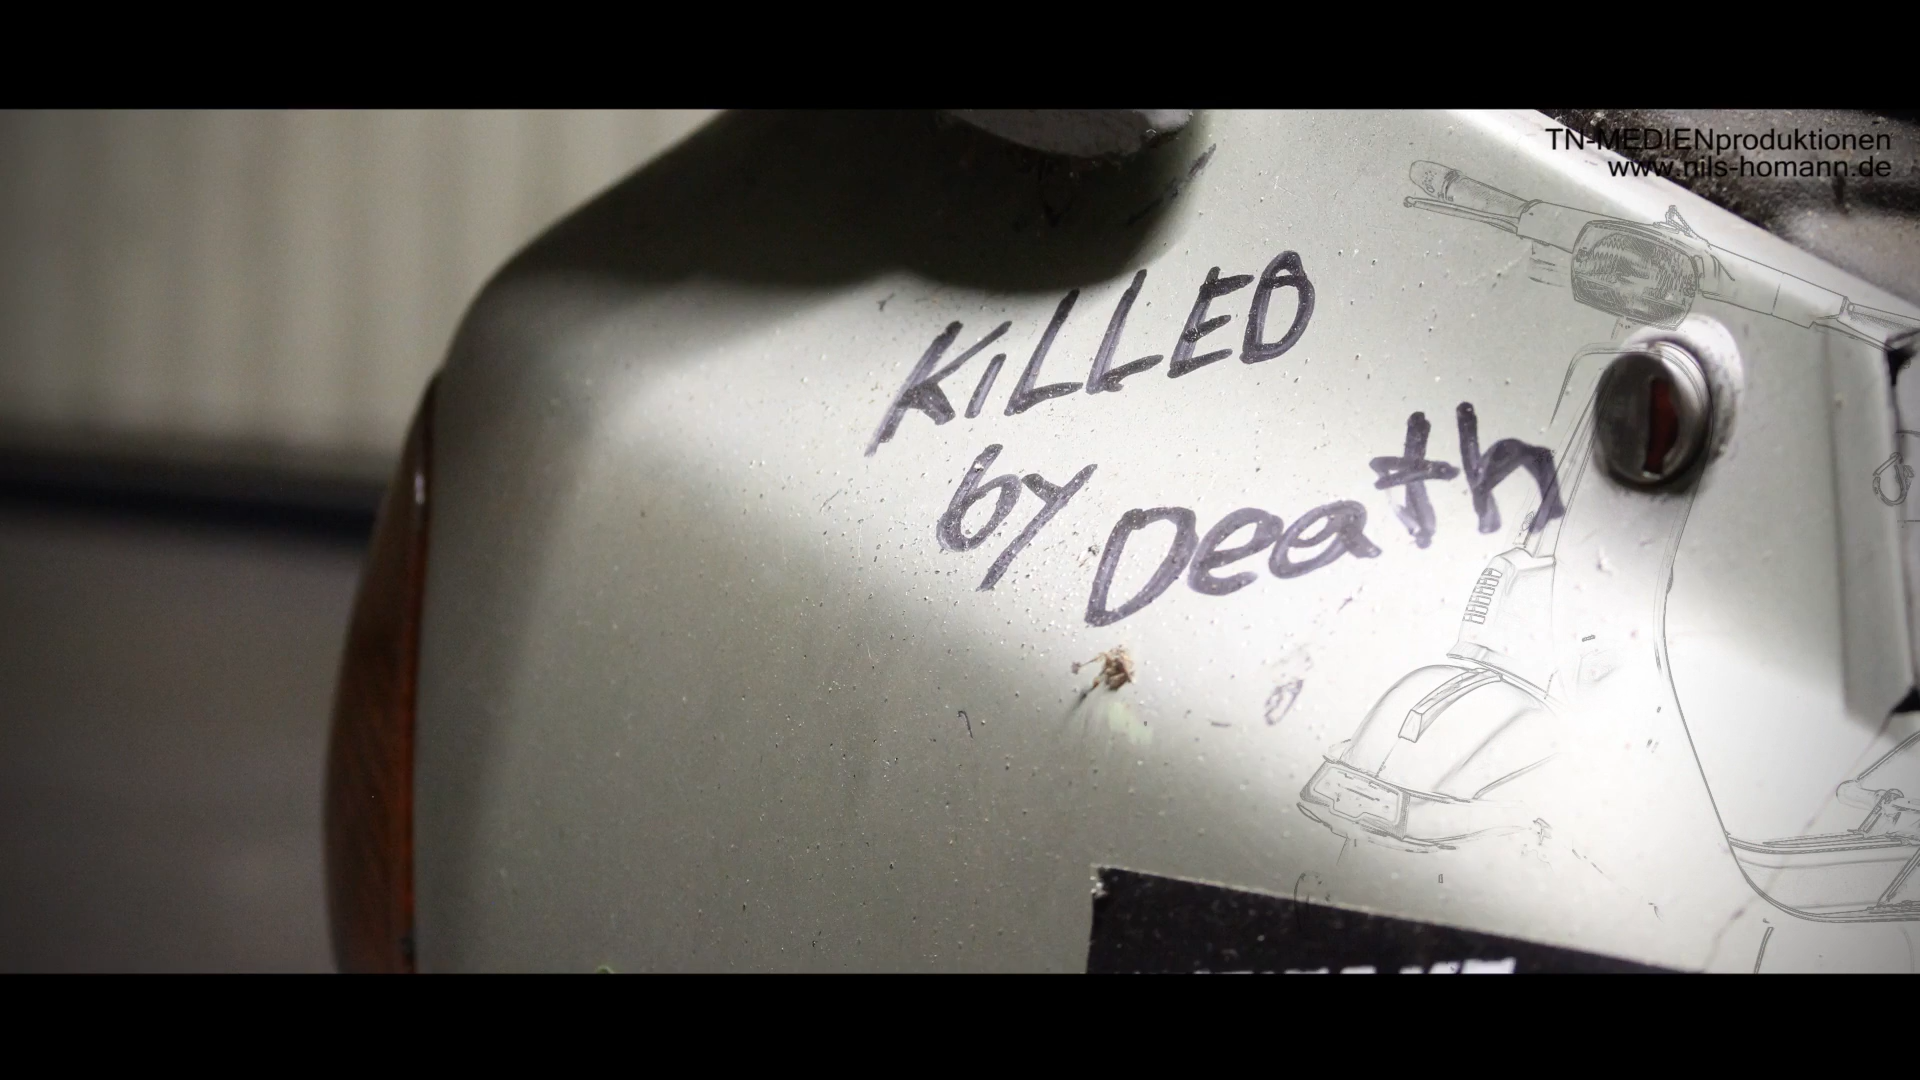 TN-MEDIENproduktionen
www.nils-homann.de
KiLLED
by
Death